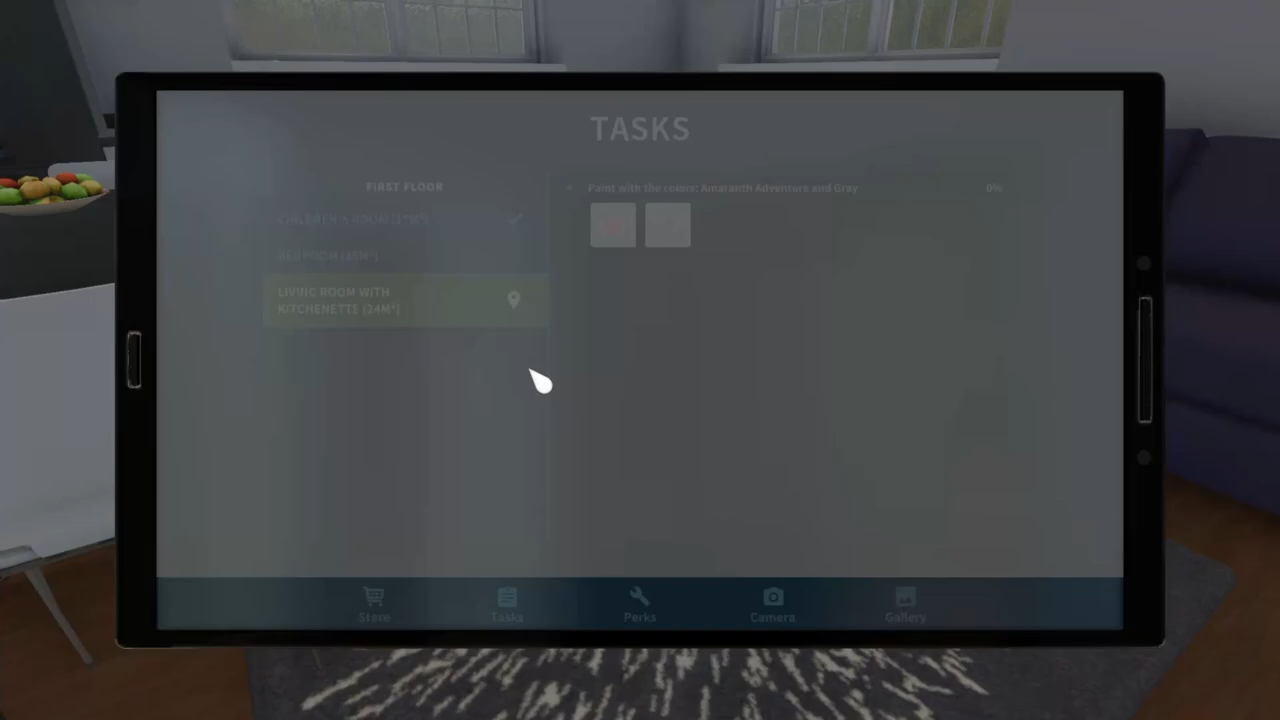 TASKS
FIRST FLOOR
Paint with the colors: Amaranth Adventure and Gray
0%
CHILDREN'S ROOM (17M²)
BEDROOM
LIVING ROOM WITH
KITCHENETTE (24M²)
Store
Tasks
Perks
Camera
Gallery